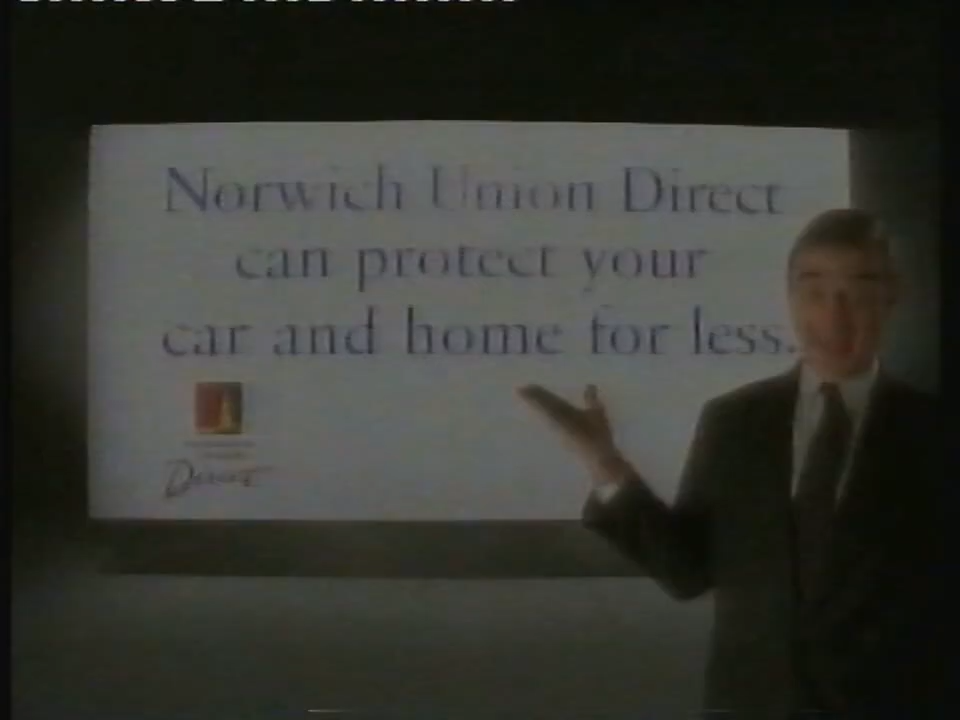 Norwich Union Direct
can protect your
car and home for less.
Direct